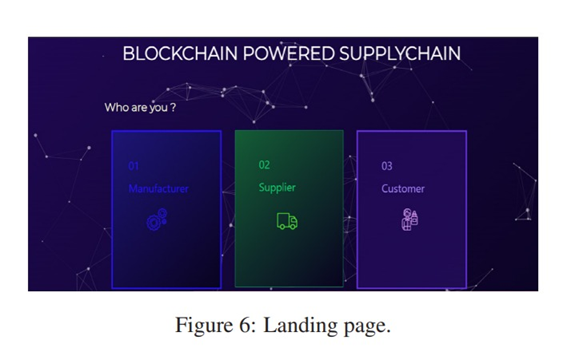 BLOCKCHAIN POWERED SUPPLYCHAIN
Who are you ?
01
Manufacturer
02
Supplier
03
Customer
Figure 6: Landing page.